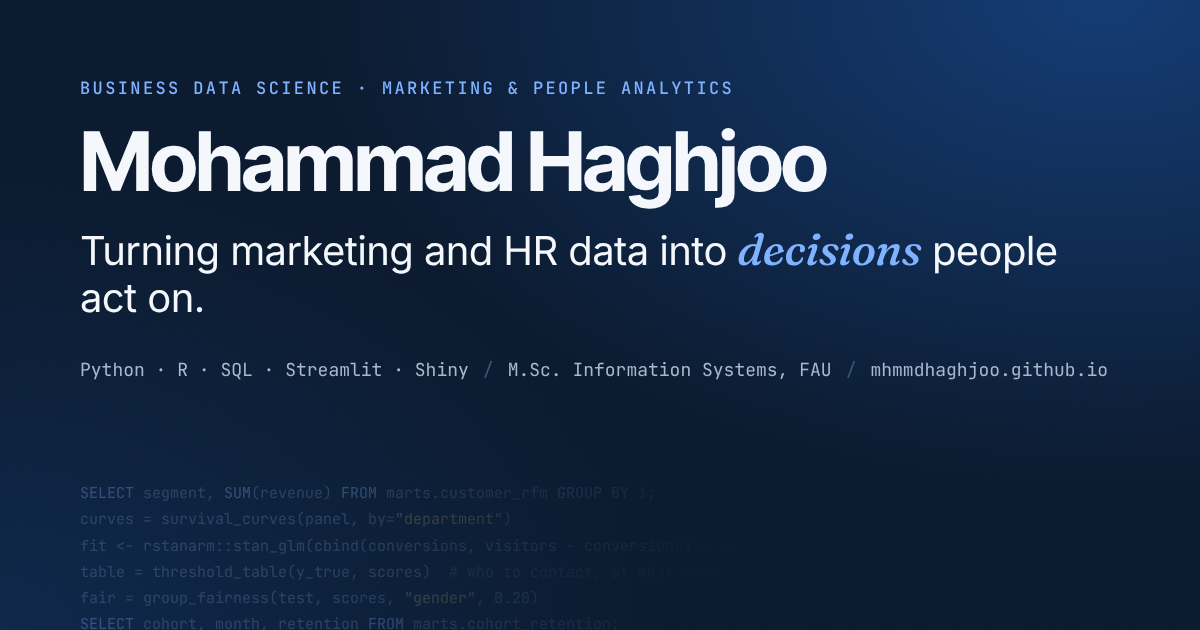 BUSINESS DATA SCIENCE · MARKETING & PEOPLE ANALYTICS
Mohammad Haghjoo
Turning marketing and HR data into decisions people
act on.
Python · R · SQL · Streamlit · Shiny / M.Sc. Information Systems, FAU / mhmmdhaghjoo.github.io
SELECT segment, SUM(revenue) FROM marts.customer_rfm GROUP BY 1;
curves = survival_curves(panel, by="department")
fit <- rstanarm::stan_glm(cbind(conversions, visitors - conversions)
table = threshold_table(y_true, scores) # who to contact, at what
fair = group_fairness(test, scores, "gender", 0.20)
SELECT cohort, month, retention FROM marts.cohort_retention;